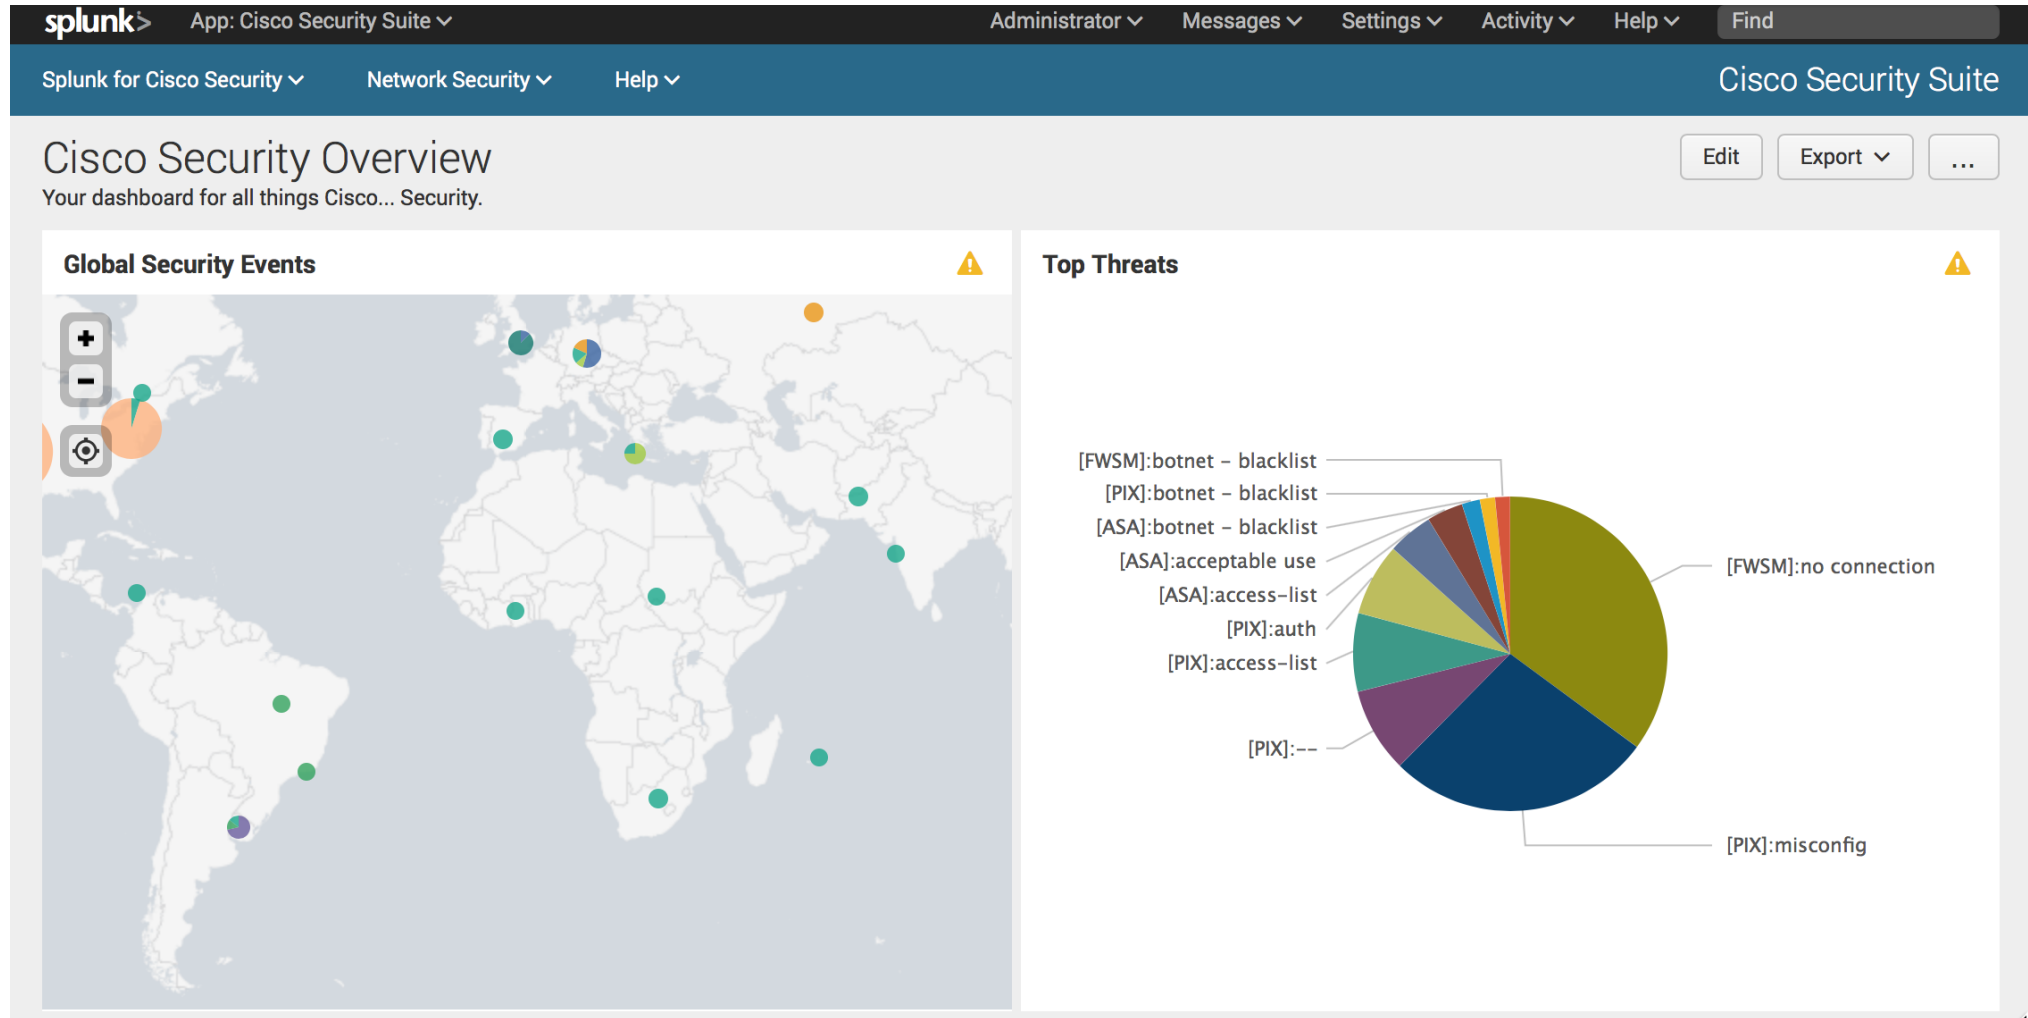 splunk> App: Cisco Security Suite Administrator Messages Settings Activity Help Find
Splunk for Cisco Security Network Security Help Cisco Security Suite
Cisco Security Overview
Edit Export ...
Your dashboard for all things Cisco... Security.
Global Security Events
Top Threats
[FWSM]:botnet – blacklist
[PIX]:botnet – blacklist
[ASA]:botnet – blacklist
[ASA]:acceptable use
[ASA]:access–list
[PIX]:auth
[PIX]:access–list
[PIX]:––
[FWSM]:no connection
[PIX]:misconfig